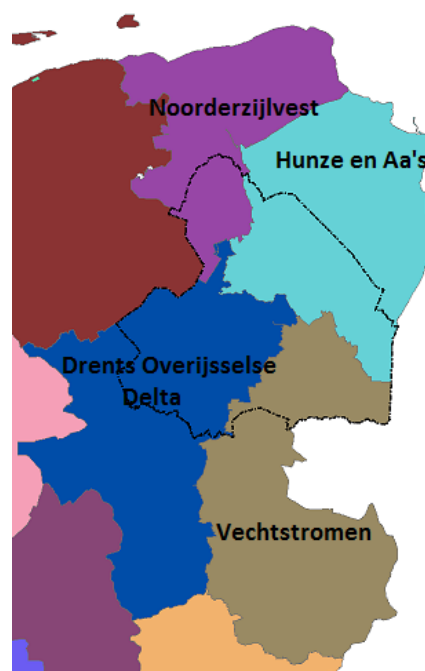 Noorderzijlvest
Hunze en Aa's
Drents Overijsselse
Delta
Vechtstromen